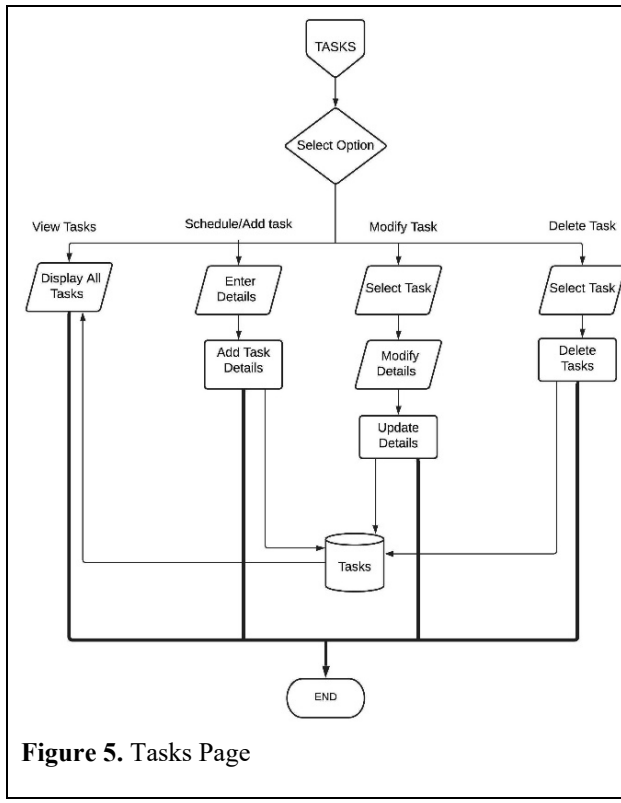 TASKS
Select Option
View Tasks
Schedule/Add task
Modify Task
Delete Task
Display All
Tasks
Enter
Details
Select Task
Select Task
Add Task
Details
Modify
Details
Delete
Tasks
Update
Details
Tasks
END
Figure 5. Tasks Page